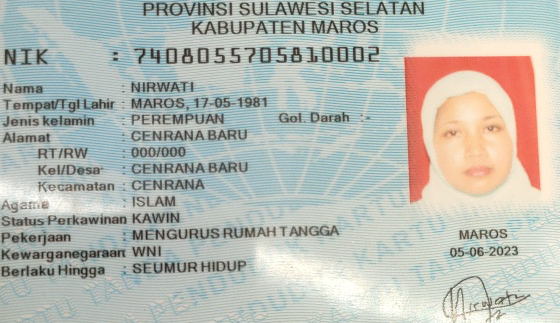 PROVINSI SULAWESI SELATAN
KABUPATEN MAROS
NIK : 7408055705810002
Nama : NIRWATI
Tempat/Tgl Lahir : MAROS, 17-05-1981
Jenis kelamin : PEREMPUAN Gol. Darah :-
Alamat : CENRANA BARU
RT/RW : 000/000
Kel/Desa : CENRANA BARU
Kecamatan : CENRANA
Agama : ISLAM
Status Perkawinan: KAWIN
Pekerjaan : MENGURUS RUMAH TANGGA
Kewarganegaraan: WNI
Berlaku Hingga : SEUMUR HIDUP
MAROS
05-06-2023
Nirwati